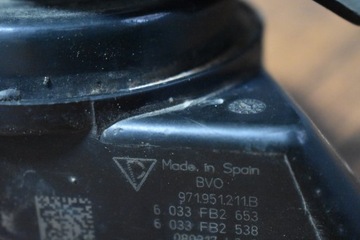 Made in Spain
BVO
971.951.211.B
6 033 FB2 653
6 033 FB2 538